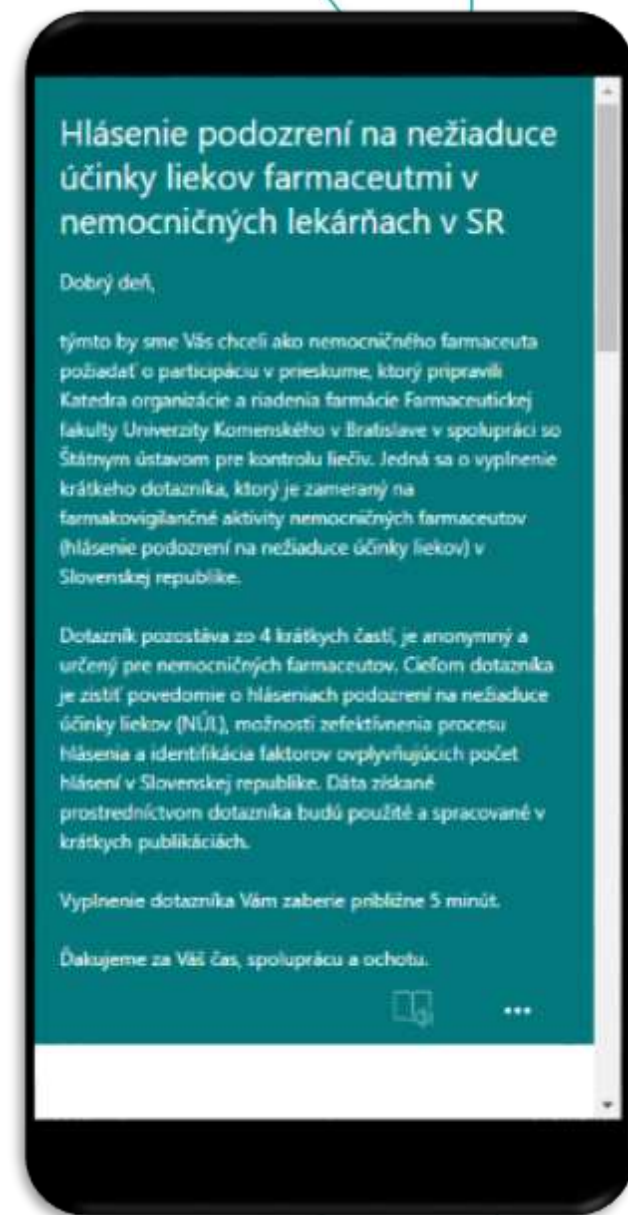 Hlásenie podozrení na nežiaduce
účinky liekov farmaceutmi v
nemocničných lekárňach v SR
Dobrý deň,
týmto by sme Vás chceli ako nemocničného farmaceuta
požiadať o participáciu v prieskume, ktorý pripravili
Katedra organizácie a riadenia farmácie Farmaceutickej
fakulty Univerzity Komenského v Bratislave v spolupráci so
Štátnym ústavom pre kontrolu liečiv. Jedná sa o vyplnenie
krátkeho dotazníka, ktorý je zameraný na
farmakovigilančné aktivity nemocničných farmaceutov
(hlásenie podozrení na nežiaduce účinky liekov) v
Slovenskej republike.
Dotazník pozostáva zo 4 krátkych častí, je anonymný a
určený pre nemocničných farmaceutov. Cieľom dotazníka
je zistiť povedomie o hláseniach podozrení na nežiaduce
účinky liekov (NÚL), možností zefektívnenia procesu
hlásenia a identifikácia faktorov ovplyvňujúcich počet
hlásení v Slovenskej republike. Dáta získané
prostredníctvom dotazníka budú použité a spracované v
krátkych publikáciách.
Vyplnenie dotazníka Vám zaberie približne 5 minút.
Ďakujeme za Váš čas, spoluprácu a ochotu.